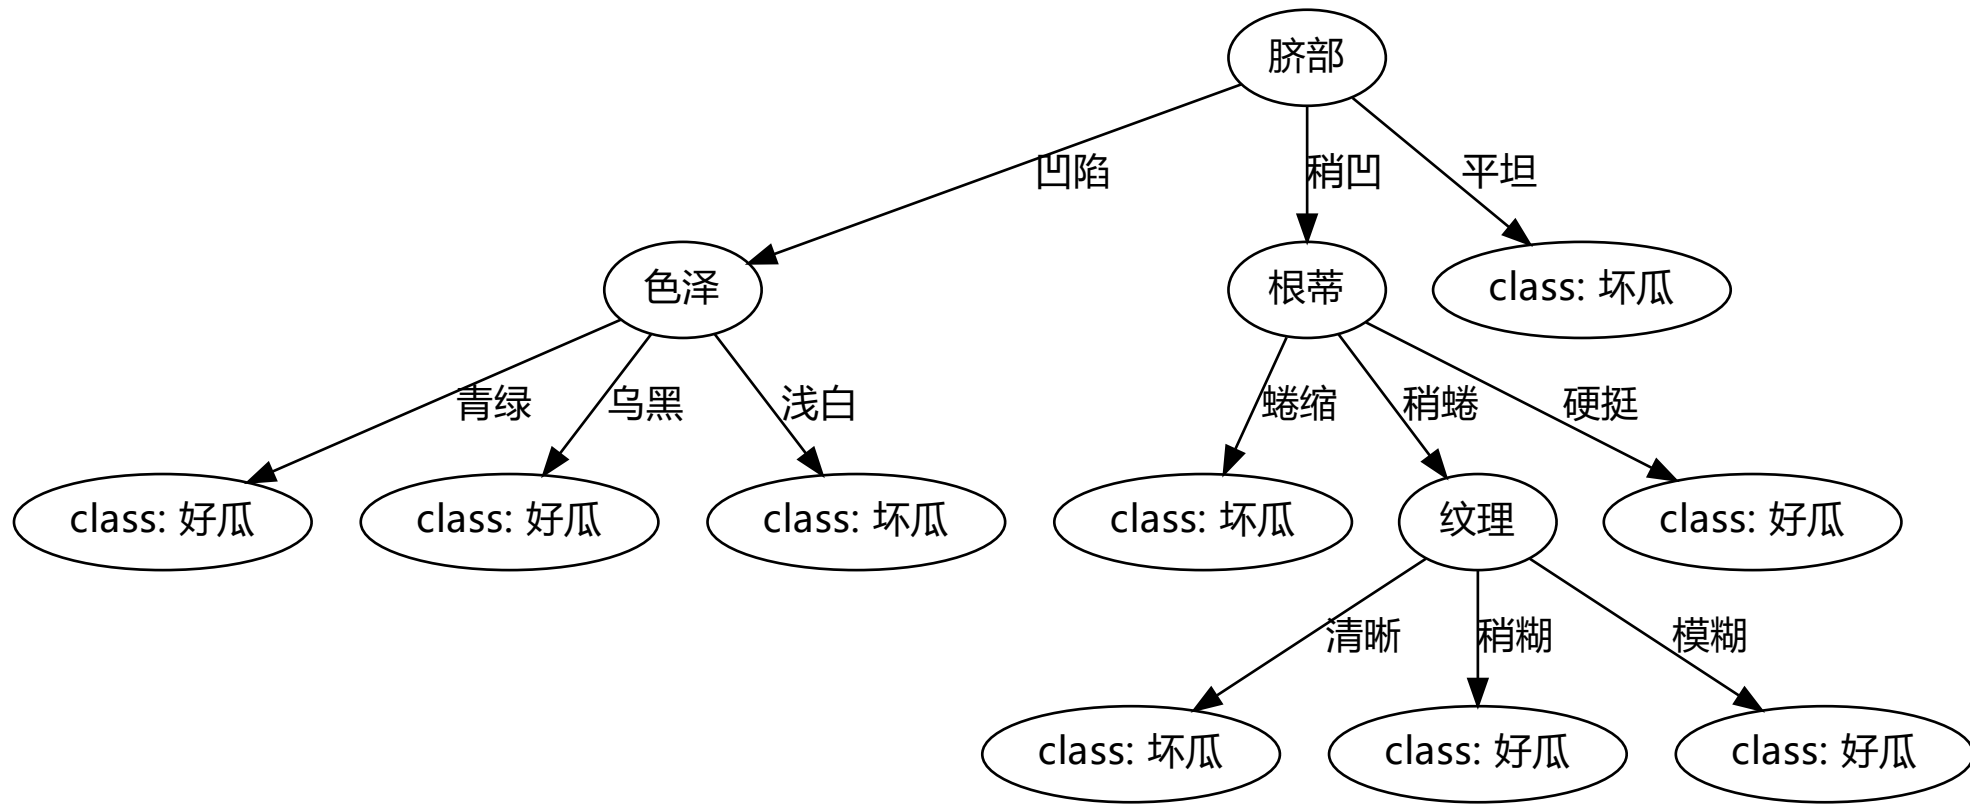 脐部
凹陷
稍凹
平坦
色泽
根蒂
class: 坏瓜
青绿
乌黑
浅白
蜷缩
稍蜷
硬挺
class: 好瓜
class: 好瓜
class: 坏瓜
class: 坏瓜
纹理
class: 好瓜
清晰
稍糊
模糊
class: 坏瓜
class: 好瓜
class: 好瓜